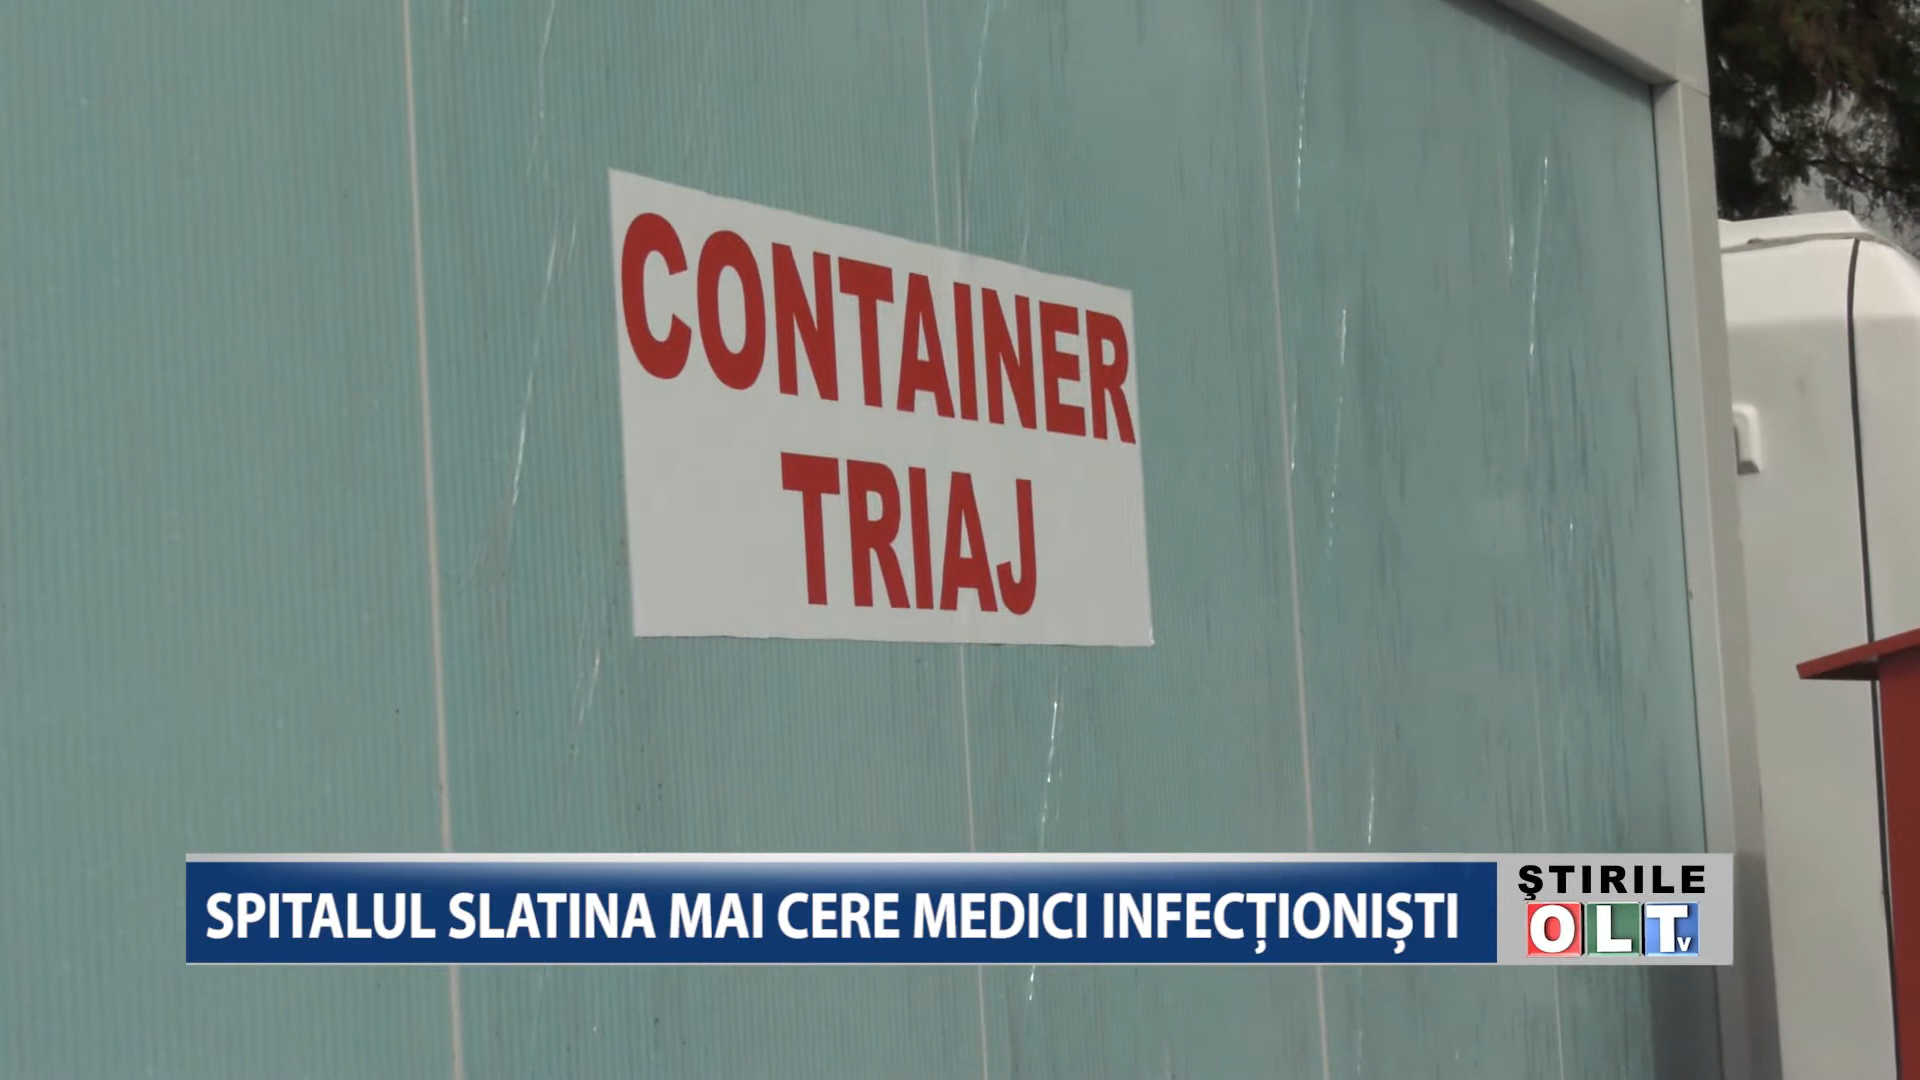 CONTAINER
TRIAJ
SPITALUL SLATINA MAI CERE MEDICI INFECȚIONIȘTI
ŞTIRILE
OLTv